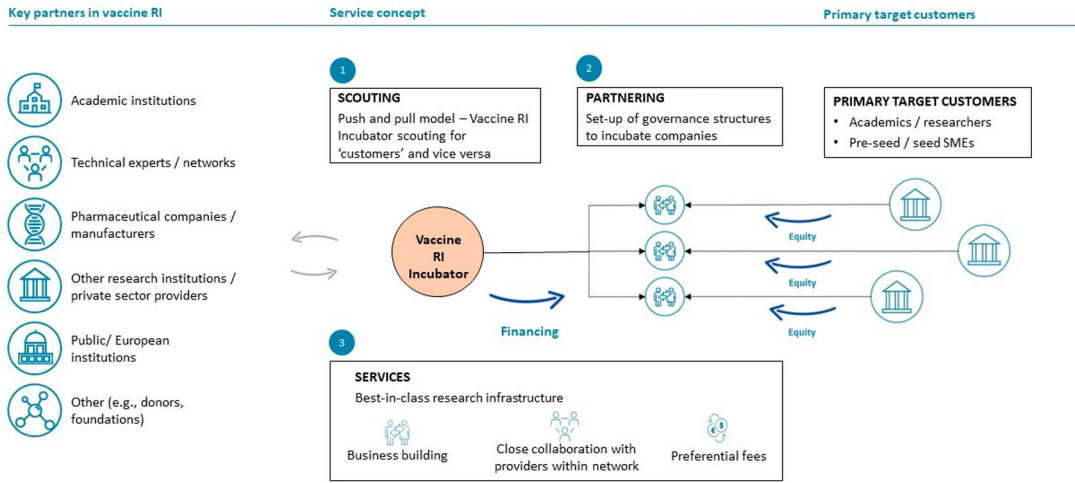 Key partners in vaccine RI
Service concept
Primary target customers
Academic institutions
Technical experts / networks
Pharmaceutical companies /
manufacturers
Other research institutions /
private sector providers
Public/ European
institutions
Other (e.g., donors,
foundations)
1
SCOUTING
Push and pull model – Vaccine RI
Incubator scouting for
‘customers’ and vice versa
2
PARTNERING
Set-up of governance structures
to incubate companies
PRIMARY TARGET CUSTOMERS
• Academics / researchers
• Pre-seed / seed SMEs
Vaccine
RI
Incubator
Financing
Equity
Equity
Equity
3
SERVICES
Best-in-class research infrastructure
Business building
Close collaboration with
providers within network
€ $
Preferential fees